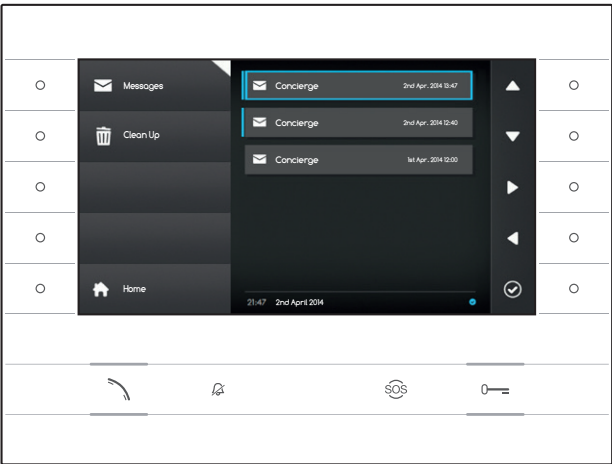 Messages
Clean Up
Home
Concierge 2nd Apr. 2014 13:47
Concierge 2nd Apr. 2014 12:40
Concierge 1st Apr. 2014 12:00
21:47 2nd April 2014
SOS